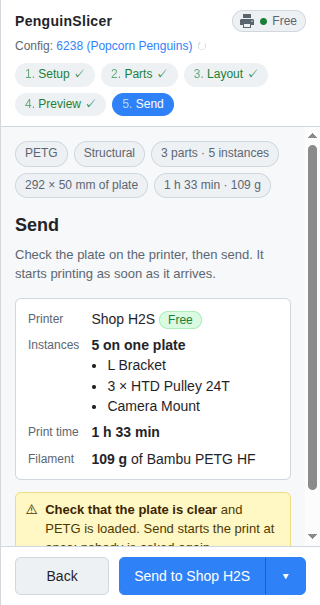 PenguinSlicer
Free
Config: 6238 (Popcorn Penguins)
1. Setup ✓
2. Parts ✓
3. Layout ✓
4. Preview ✓
5. Send
PETG
Structural
3 parts · 5 instances
292 × 50 mm of plate
1 h 33 min · 109 g
Send
Check the plate on the printer, then send. It
starts printing as soon as it arrives.
Printer Shop H2S Free
Instances 5 on one plate
• L Bracket
• 3 × HTD Pulley 24T
• Camera Mount
Print time 1 h 33 min
Filament 109 g of Bambu PETG HF
⚠ Check that the plate is clear and
PETG is loaded. Send starts the print at
Back
Send to Shop H2S ▼